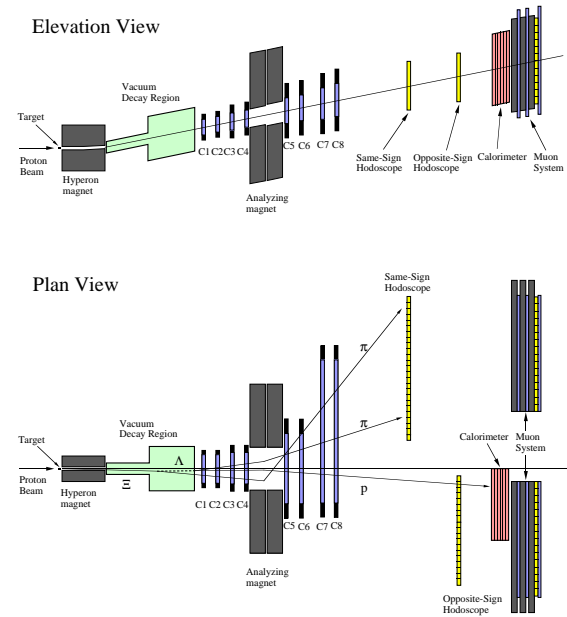 Elevation View
Vacuum
Decay Region
Target
Proton
Beam
Hyperon
magnet
C1 C2 C3 C4
C5 C6
C7 C8
Analyzing
magnet
Same-Sign
Hodoscope
Opposite-Sign
Hodoscope
Calorimeter
Muon
System
Plan View
Same-Sign
Hodoscope
π
π
Vacuum
Decay Region
Target
Λ
Calorimeter
Muon
System
Proton
Beam
Hyperon
magnet
Ξ
p
C1 C2 C3 C4
C5 C6
C7 C8
Analyzing
magnet
Opposite-Sign
Hodoscope